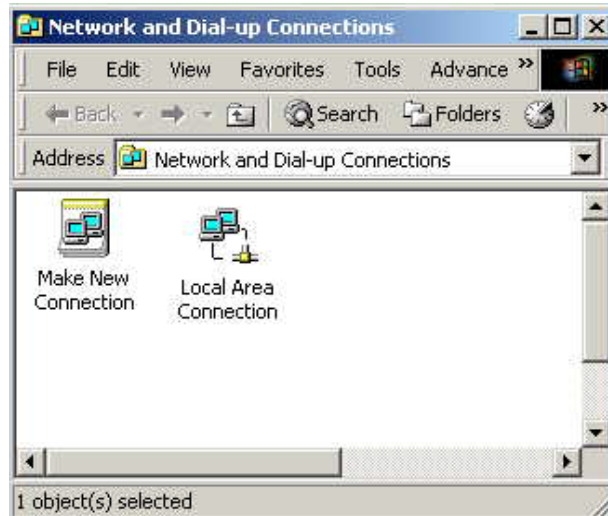 Network and Dial-up Connections
File Edit View Favorites Tools Advance »
Back Search Folders »
Address Network and Dial-up Connections
Make New
Connection
Local Area
Connection
1 object(s) selected